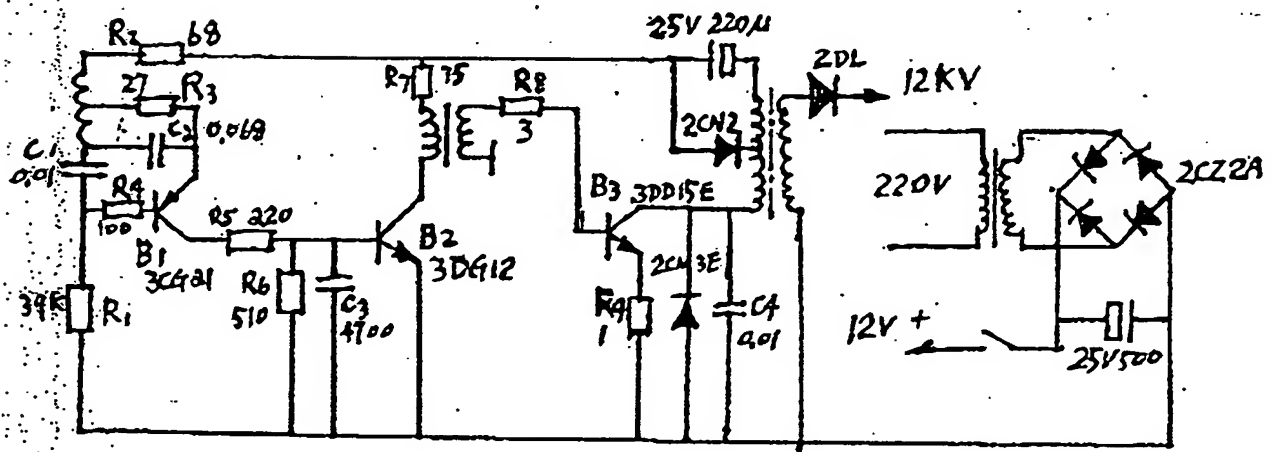 R2 68
27 R3
C2 0.068
C1
0.01
R4
100
B1
3CG21
39K R1
R5 220
R6
510
C3
4700
R7 75
B2
3DG12
R8
3
B3 3DD15E
R9
1
2CN3E
C4
0.01
25V 220μ
2CN2
2DL
12KV
220V
2CZ2A
12V +
25V500